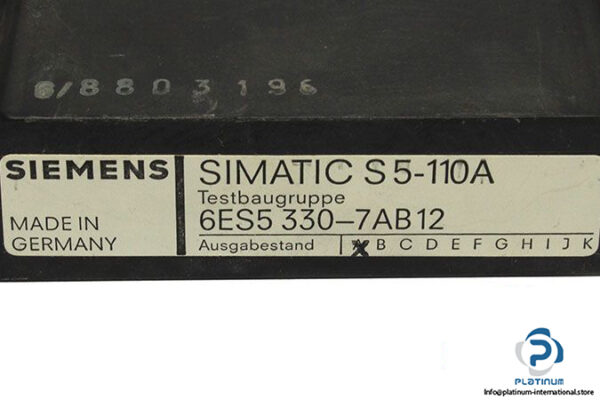 6/8803196
SIEMENS
MADE IN
GERMANY
SIMATIC S5-110A
Testbaugruppe
6ES5 330-7AB12
Ausgabestand A B C D E F G H I J K
PLATINUM
Info@platinum-international.store